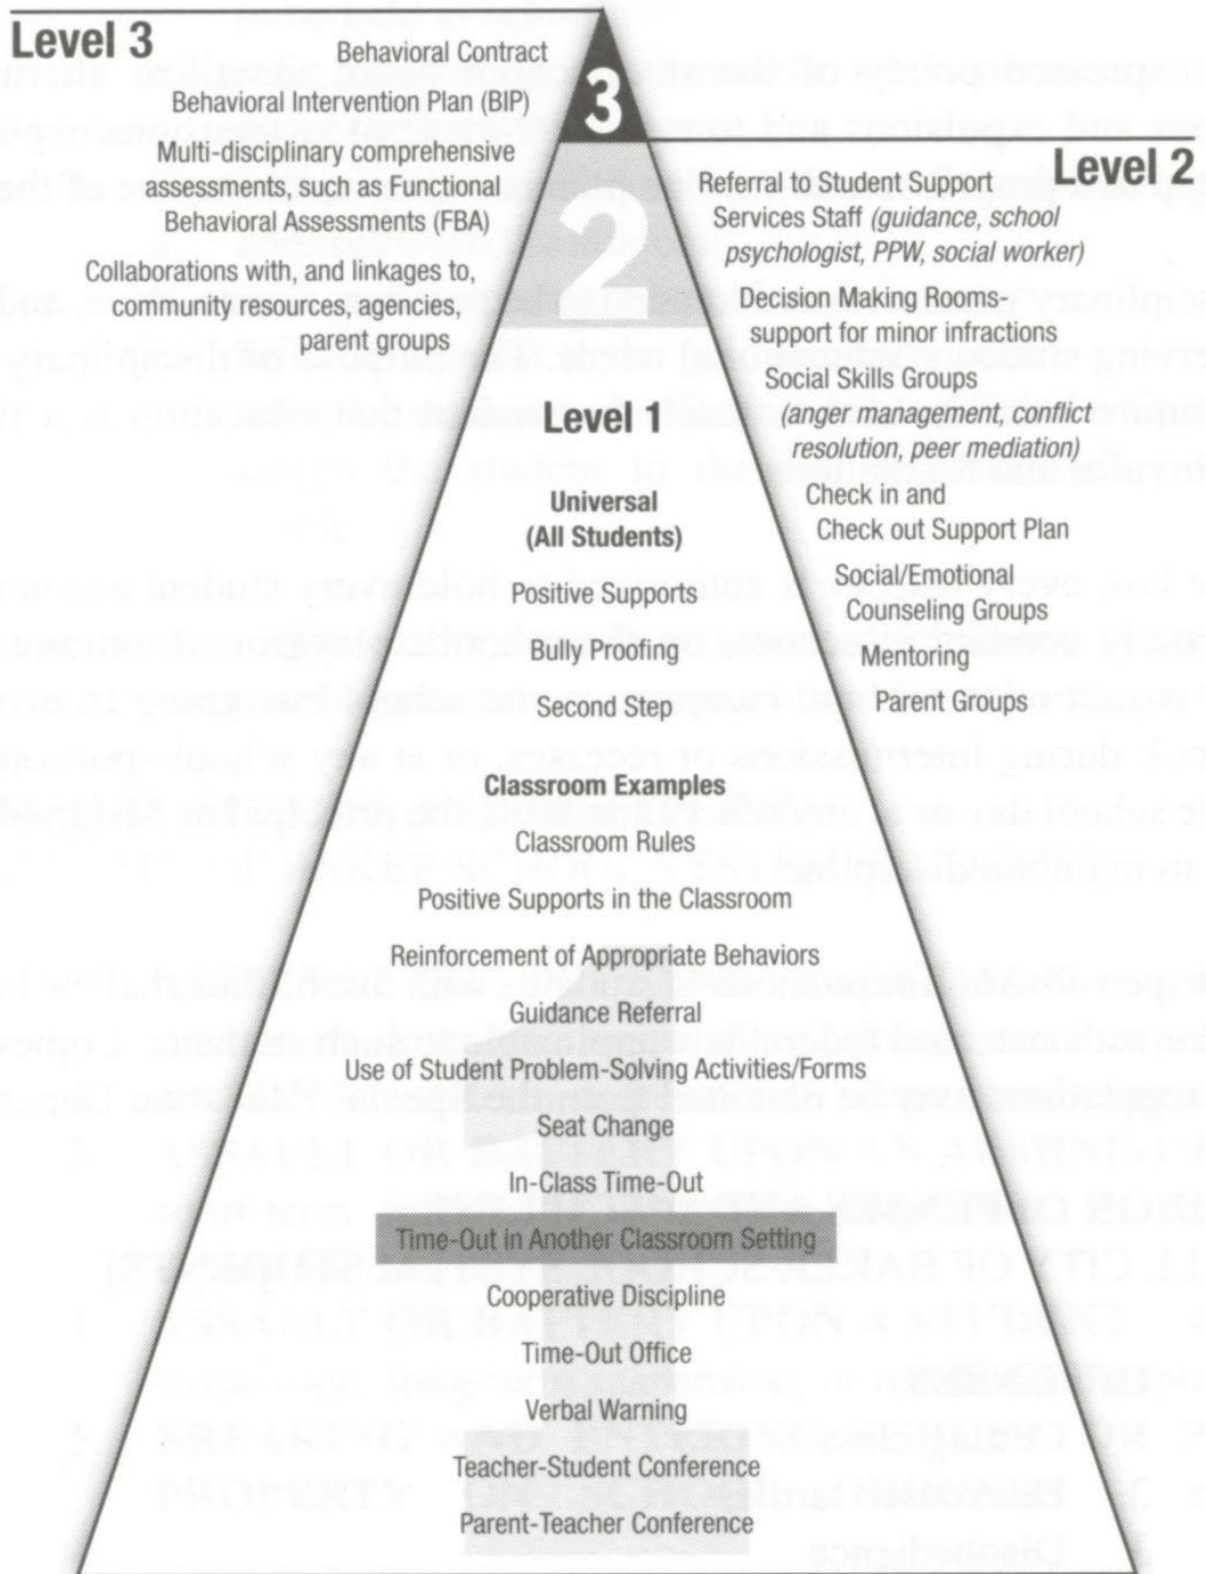 Level 3
Behavioral Contract
Behavioral Intervention Plan (BIP)
Multi-disciplinary comprehensive
assessments, such as Functional
Behavioral Assessments (FBA)
Collaborations with, and linkages to,
community resources, agencies,
parent groups
3
2
Level 2
Referral to Student Support
Services Staff (guidance, school
psychologist, PPW, social worker)
Decision Making Rooms-
support for minor infractions
Social Skills Groups
(anger management, conflict
resolution, peer mediation)
Check in and
Check out Support Plan
Social/Emotional
Counseling Groups
Mentoring
Parent Groups
Level 1
Universal
(All Students)
Positive Supports
Bully Proofing
Second Step
Classroom Examples
Classroom Rules
Positive Supports in the Classroom
Reinforcement of Appropriate Behaviors
Guidance Referral
Use of Student Problem-Solving Activities/Forms
Seat Change
In-Class Time-Out
Time-Out in Another Classroom Setting
Cooperative Discipline
Time-Out Office
Verbal Warning
Teacher-Student Conference
Parent-Teacher Conference
1